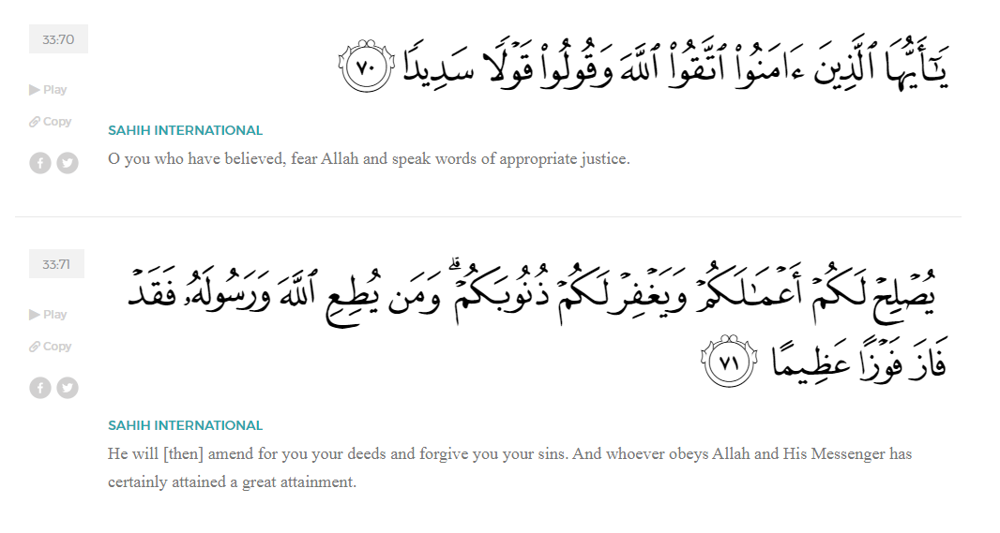 33:70
يَـٰٓأَيُّهَا ٱلَّذِينَ ءَامَنُوا۟ ٱتَّقُوا۟ ٱللَّهَ وَقُولُوا۟ قَوْلًا سَدِيدًا ٧٠
Play
Copy
SAHIH INTERNATIONAL
O you who have believed, fear Allah and speak words of appropriate justice.
33:71
يُصْلِحْ لَكُمْ أَعْمَـٰلَكُمْ وَيَغْفِرْ لَكُمْ ذُنُوبَكُمْ ۗ وَمَن يُطِعِ ٱللَّهَ وَرَسُولَهُۥ فَقَدْ
فَازَ فَوْزًا عَظِيمًا ٧١
Play
Copy
SAHIH INTERNATIONAL
He will [then] amend for you your deeds and forgive you your sins. And whoever obeys Allah and His Messenger has
certainly attained a great attainment.